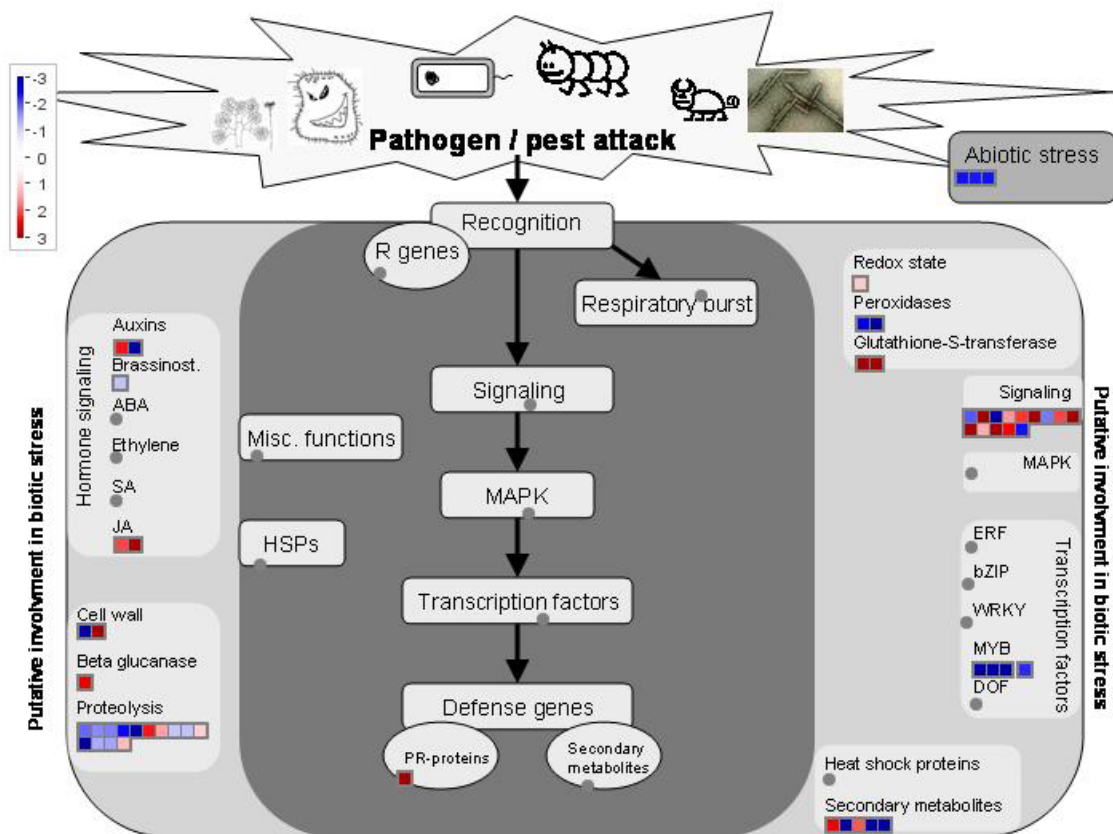 -3
-2
-1
0
1
2
3
Pathogen / pest attack
Abiotic stress
Recognition
R genes
Respiratory burst
Signaling
Misc. functions
MAPK
HSPs
Transcription factors
Defense genes
PR-proteins
Secondary
metabolites
Putative involvment in biotic stress
Hormone signaling
Auxins
Brassinost.
ABA
Ethylene
SA
JA
Cell wall
Beta glucanase
Proteolysis
Redox state
Peroxidases
Glutathione-S-transferase
Signaling
MAPK
ERF
bZIP
WRKY
MYB
DOF
Transcription factors
Heat shock proteins
Secondary metabolites
Putative involvment in biotic stress